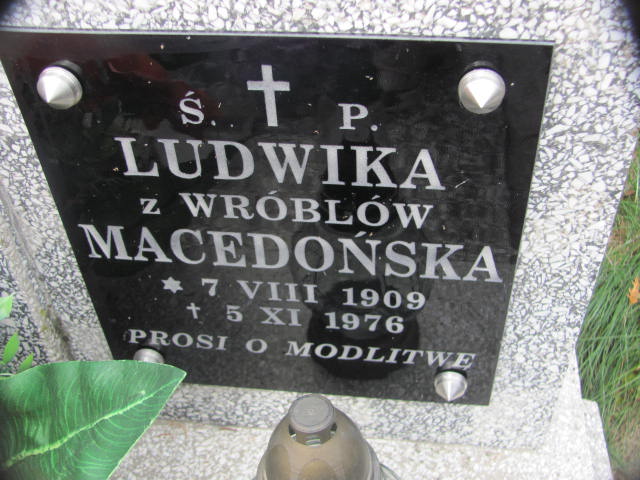 Ś. P.
LUDWIKA
Z WRÓBLÓW
MACEDOŃSKA
7 VIII 1909
5 XI 1976
PROSI O MODLITWĘ